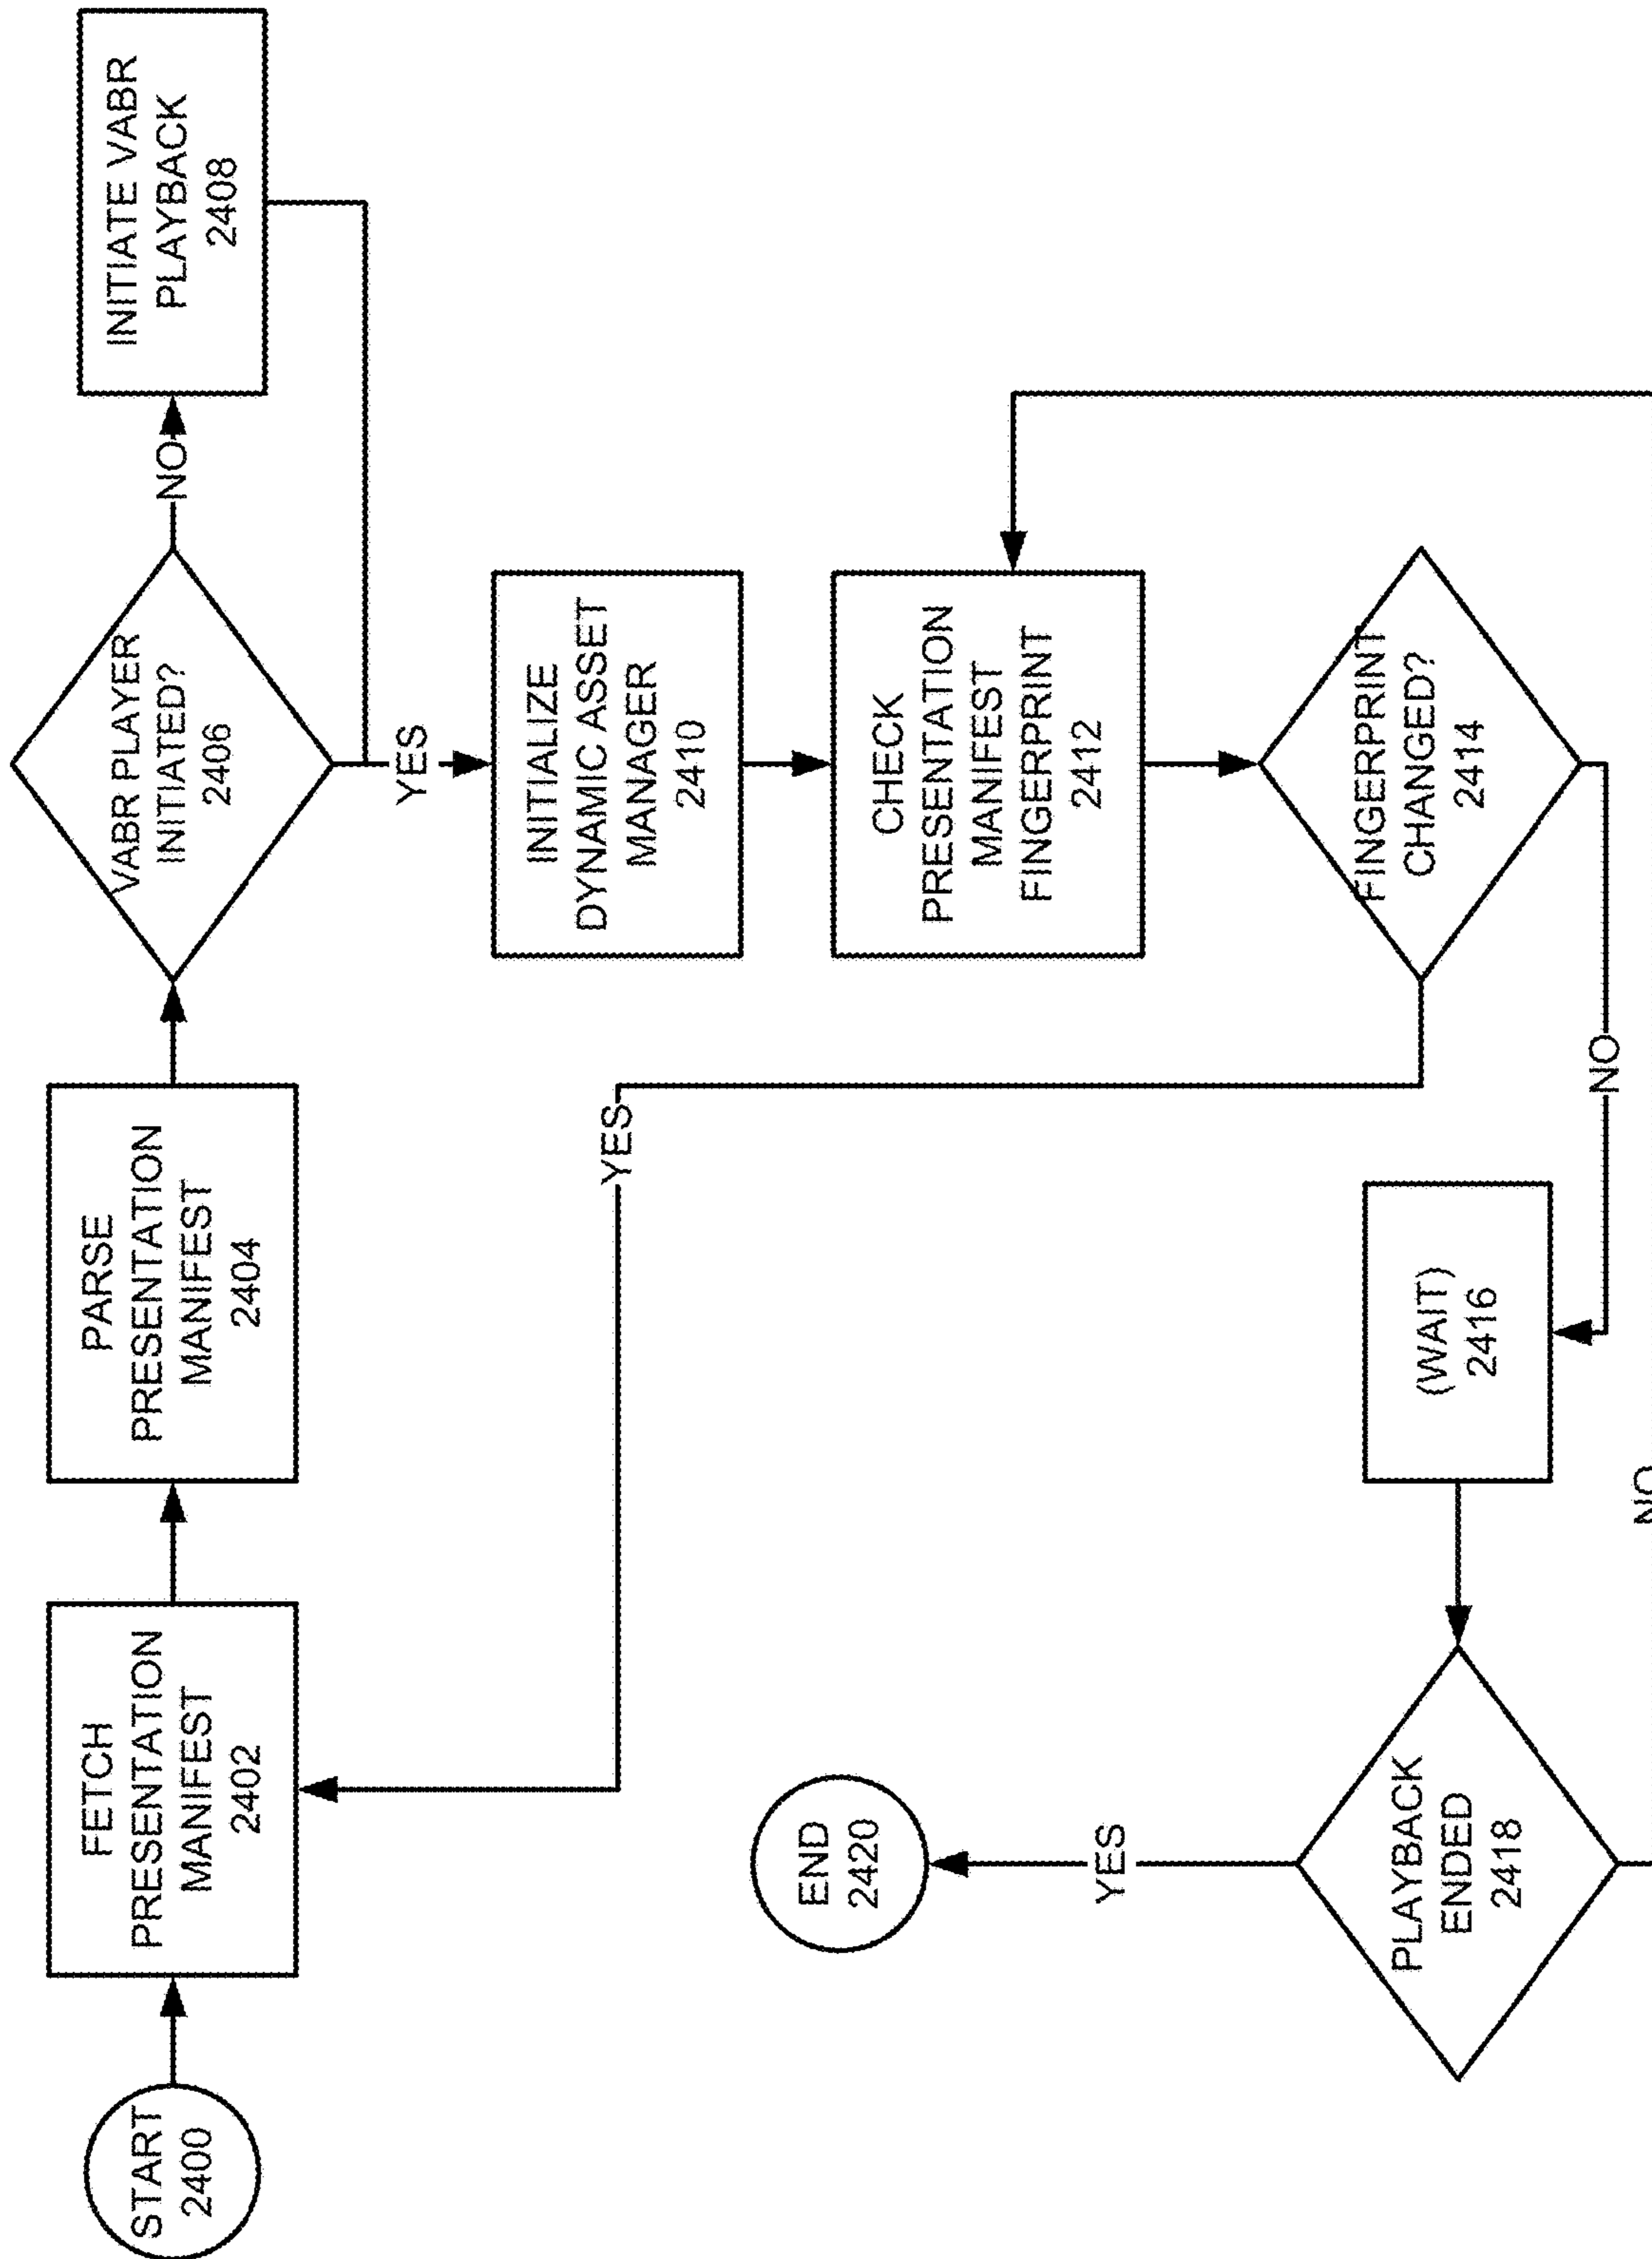 START
2400
FETCH
PRESENTATION
MANIFEST
2402
PARSE
PRESENTATION
MANIFEST
2404
VABR PLAYER
INITIATED?
2406
NO
INITIATE VABR
PLAYBACK
2408
YES
INITIALIZE
DYNAMIC ASSET
MANAGER
2410
CHECK
PRESENTATION
MANIFEST
FINGERPRINT
2412
FINGERPRINT
CHANGED?
2414
YES
NO
(WAIT)
2416
PLAYBACK
ENDED
2418
YES
END
2420
NO